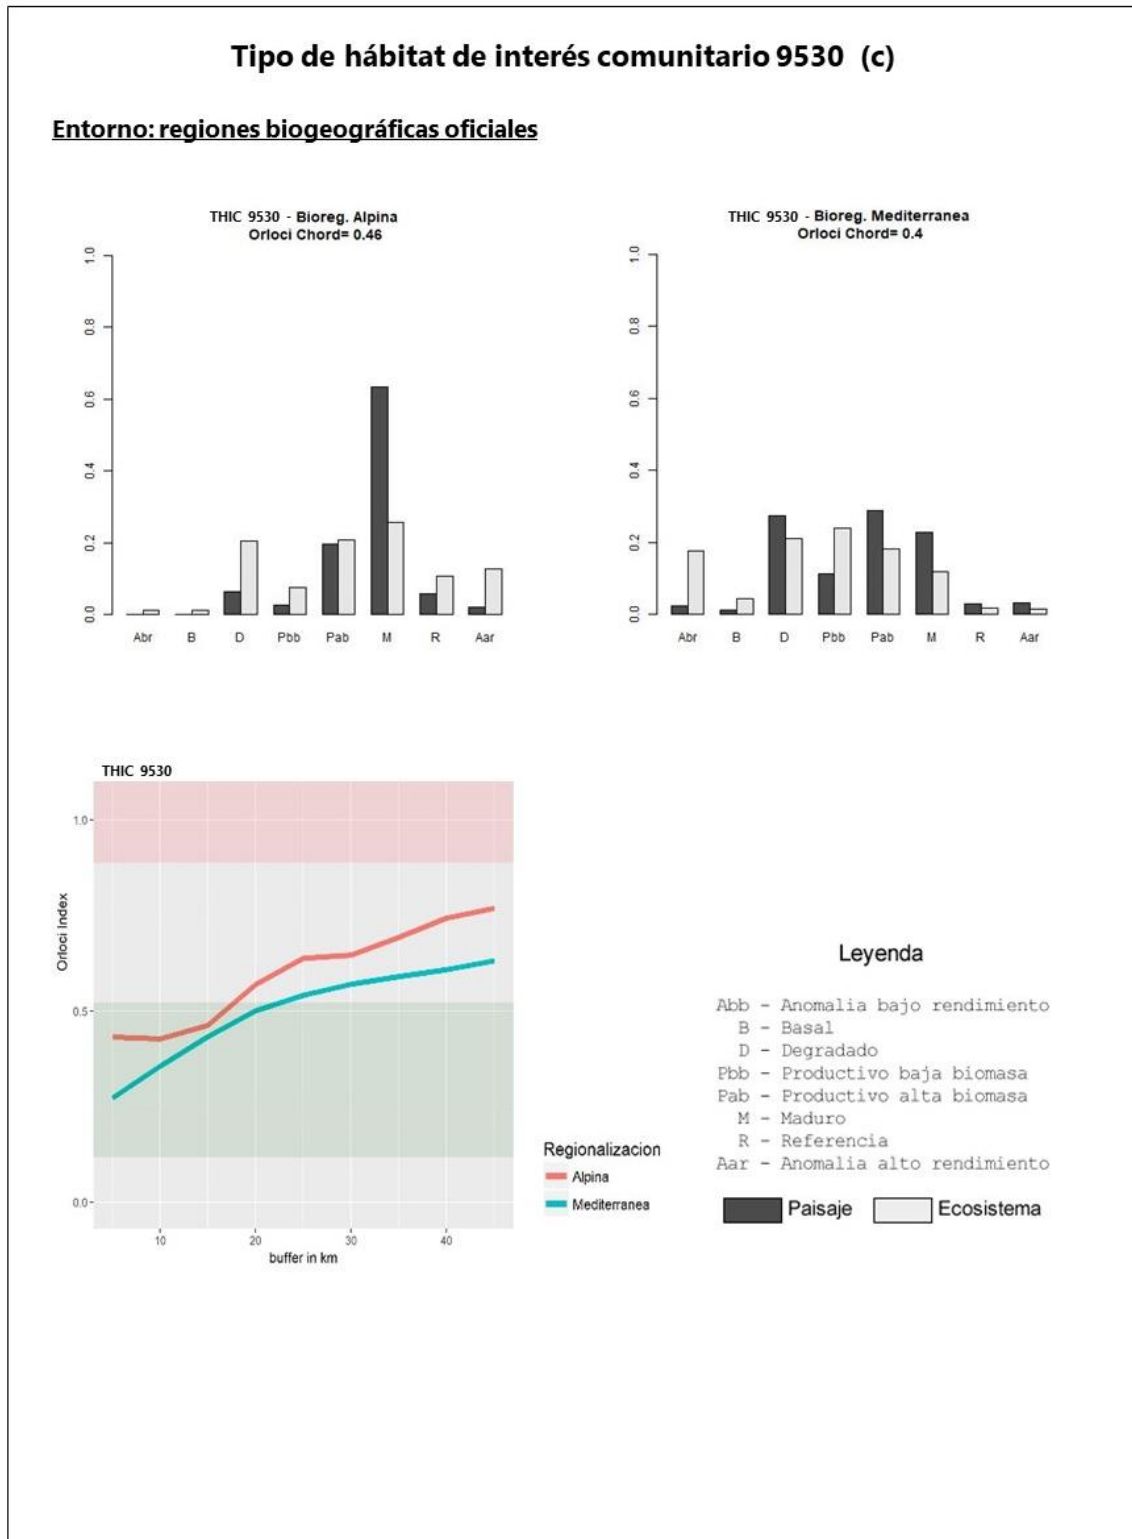 Tipo de hábitat de interés comunitario 9530 (c)
Entorno: regiones biogeográficas oficiales
THIC 9530 - Bioreg. Alpina
Orloci Chord= 0.46
1.0
0.8
0.6
0.4
0.2
0.0
Abr B D Pbb Pab M R Aar
THIC 9530 - Bioreg. Mediterranea
Orloci Chord= 0.4
1.0
0.8
0.6
0.4
0.2
0.0
Abr B D Pbb Pab M R Aar
THIC 9530
Orloci Index
1.0
0.5
0.0
10 20 30 40
buffer in km
Regionalizacion
Alpina
Mediterranea
Leyenda
Abb - Anomalia bajo rendimiento
B - Basal
D - Degradado
Pbb - Productivo baja biomasa
Pab - Productivo alta biomasa
M - Maduro
R - Referencia
Aar - Anomalia alto rendimiento
Paisaje Ecosistema